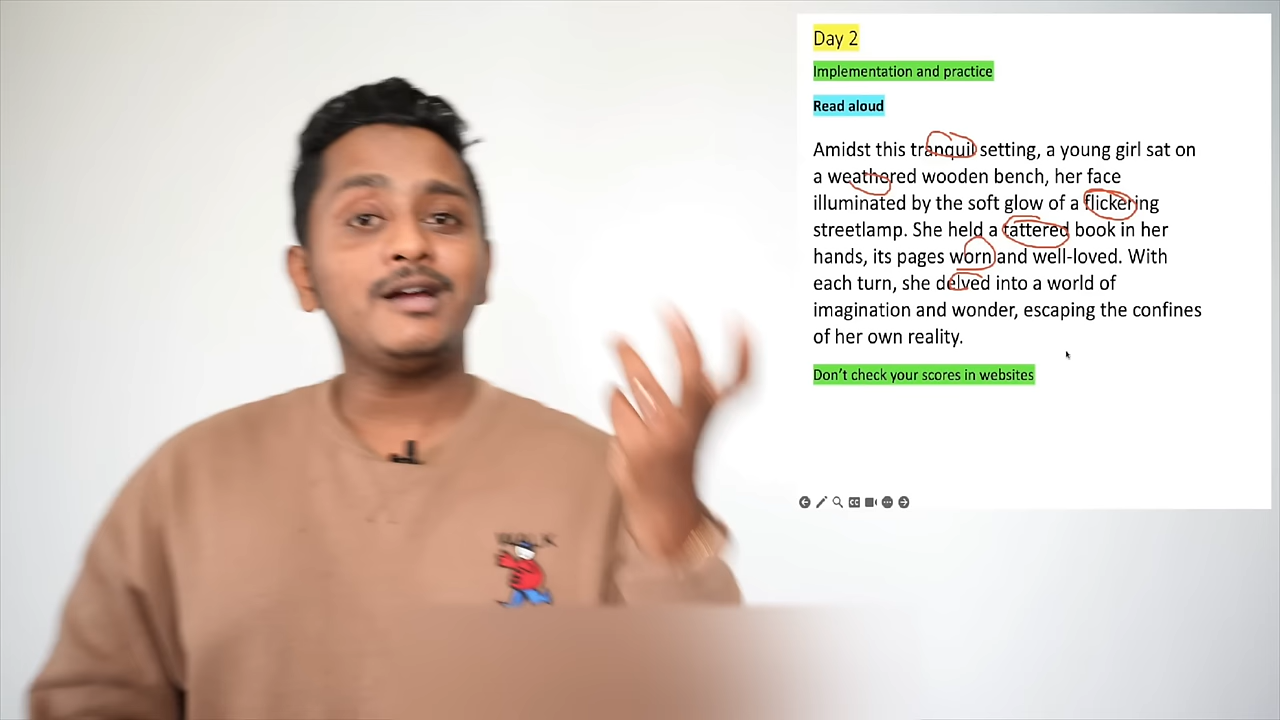 Day 2
Implementation and practice
Read aloud
Amidst this tranquil setting, a young girl sat on
a weathered wooden bench, her face
illuminated by the soft glow of a flickering
streetlamp. She held a tattered book in her
hands, its pages worn and well-loved. With
each turn, she delved into a world of
imagination and wonder, escaping the confines
of her own reality.
Don’t check your scores in websites